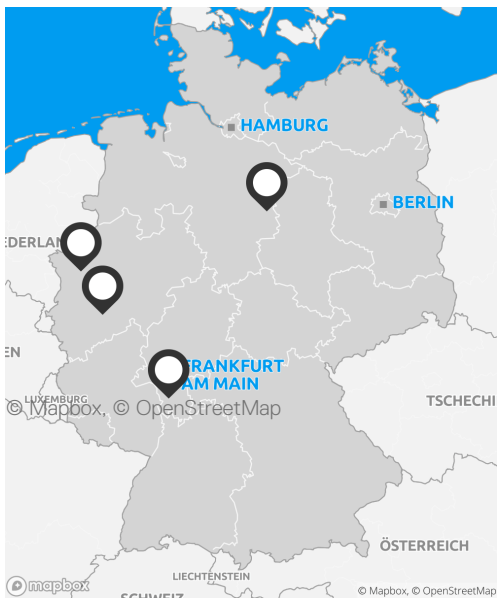 HAMBURG
BERLIN
EDERLAN
EN
FRANKFURT
AM MAIN
LUXEMBURG
TSCHECHI
© Mapbox, © OpenStreetMap
ÖSTERREICH
LIECHTENSTEIN
mapbox
© Mapbox, © OpenStreetMap
SCHWEIZ